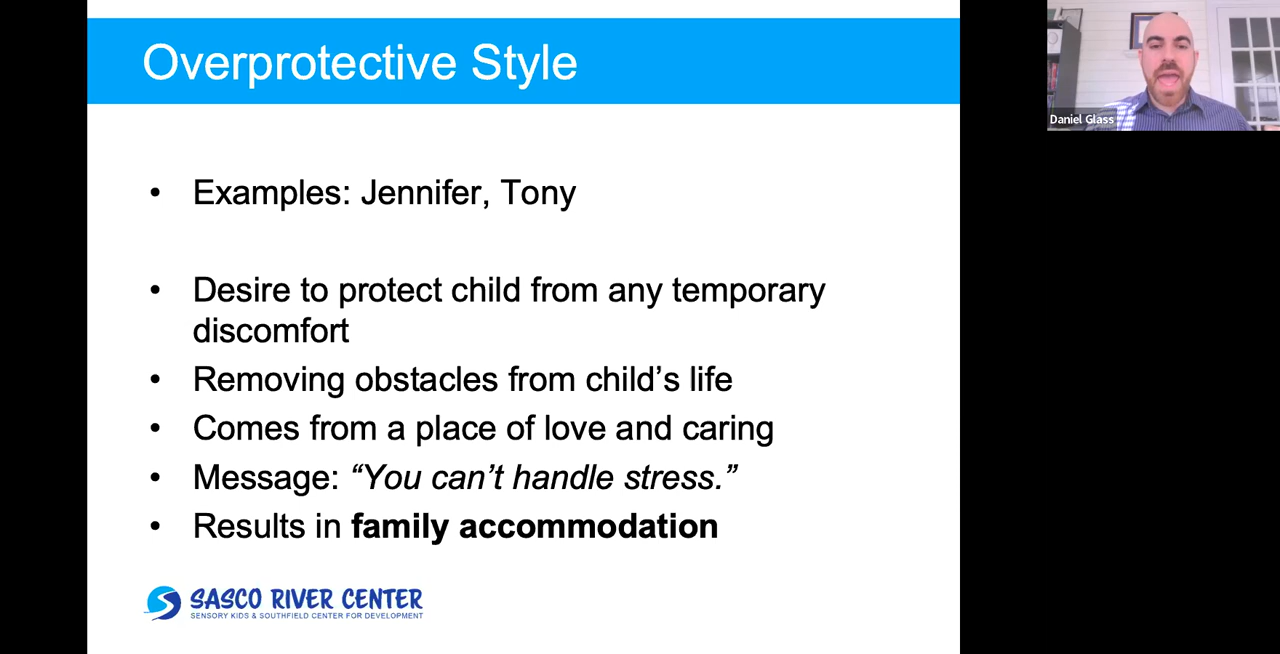 Overprotective Style
Daniel Glass
• Examples: Jennifer, Tony
• Desire to protect child from any temporary
discomfort
• Removing obstacles from child’s life
• Comes from a place of love and caring
• Message: “You can’t handle stress.”
• Results in family accommodation
SASCO RIVER CENTER
SENSORY KIDS & SOUTHFIELD CENTER FOR DEVELOPMENT